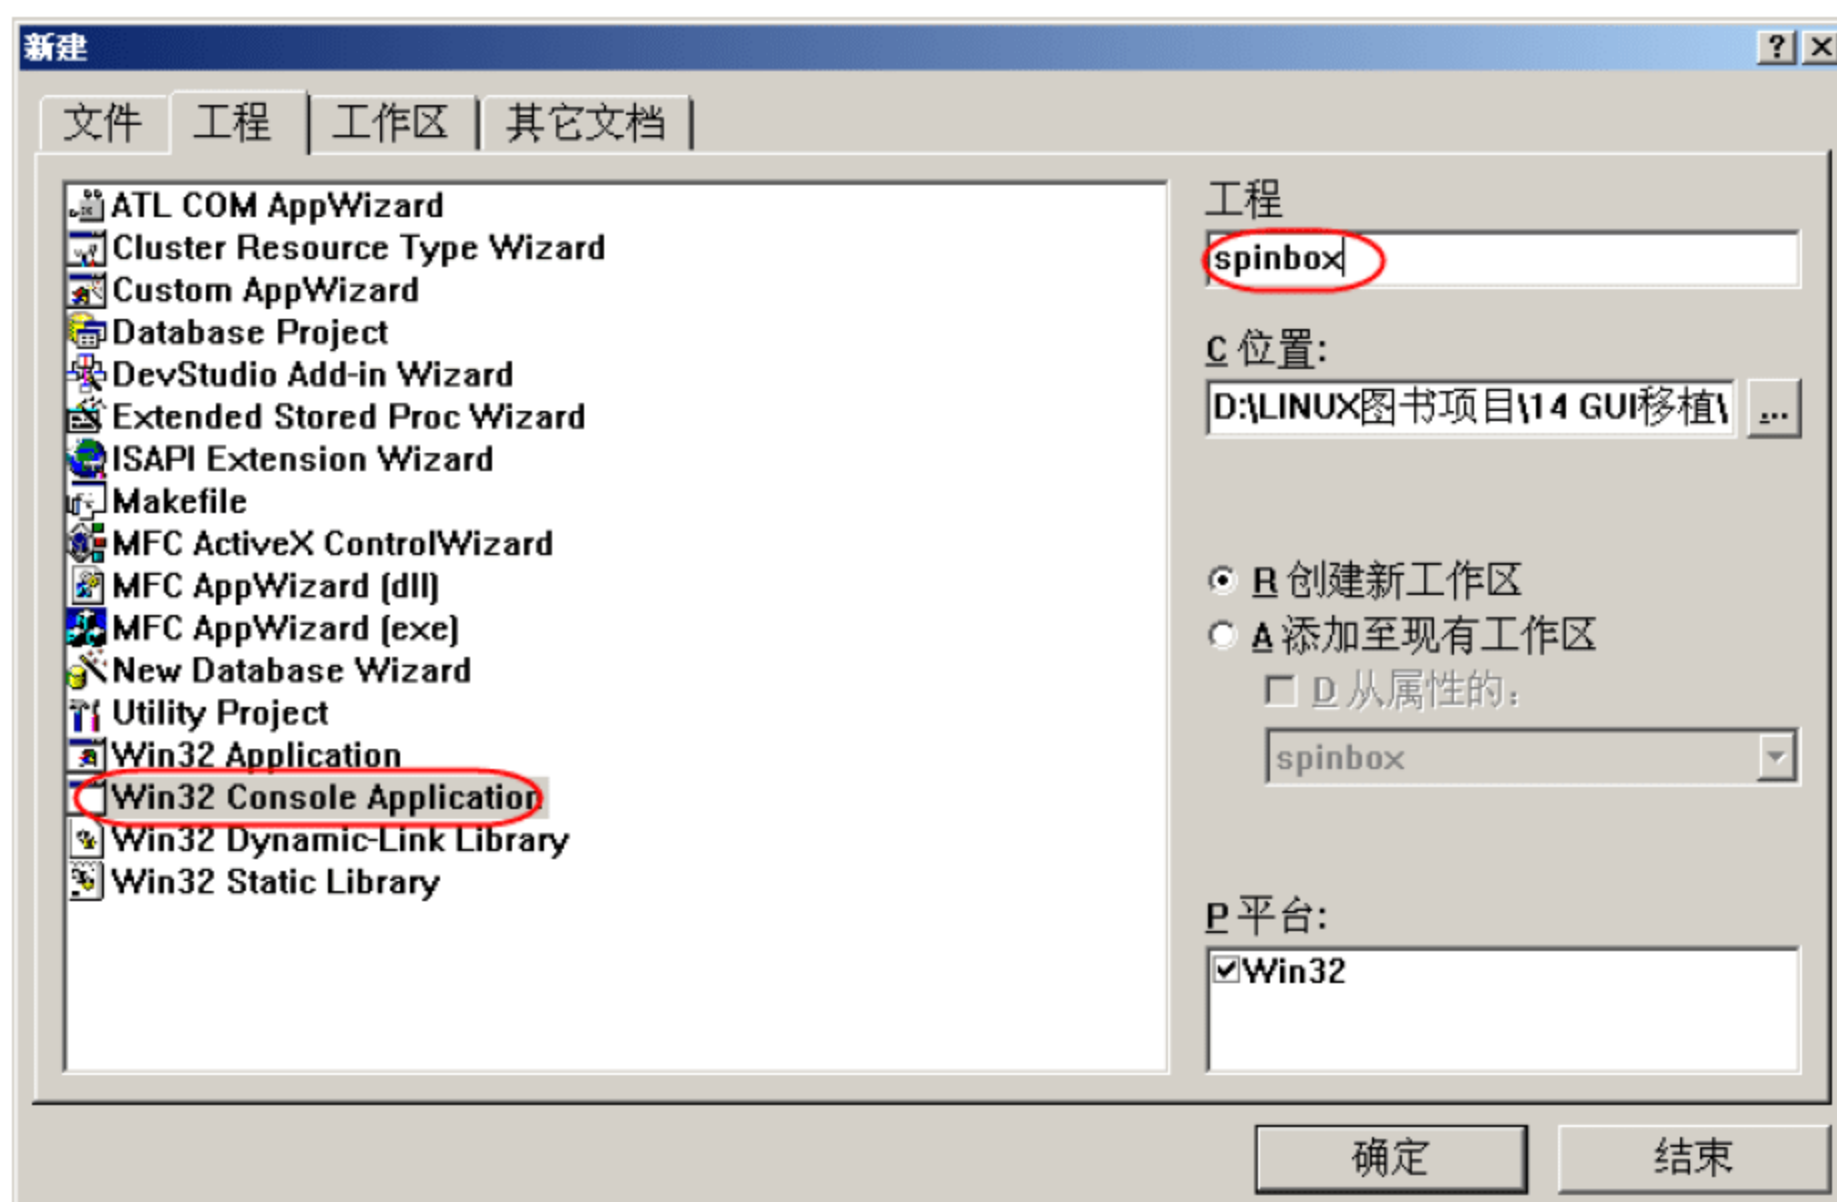 新建
文件 工程 工作区 其它文档
ATL COM AppWizard
Cluster Resource Type Wizard
Custom AppWizard
Database Project
DevStudio Add-in Wizard
Extended Stored Proc Wizard
ISAPI Extension Wizard
Makefile
MFC ActiveX ControlWizard
MFC AppWizard (dll)
MFC AppWizard (exe)
New Database Wizard
Utility Project
Win32 Application
Win32 Console Application
Win32 Dynamic-Link Library
Win32 Static Library
工程
spinbox
C 位置:
D:\LINUX图书项目\14 GUI移植\ ...
R 创建新工作区
A 添加至现有工作区
D 从属性的:
spinbox
P 平台:
Win32
确定 结束